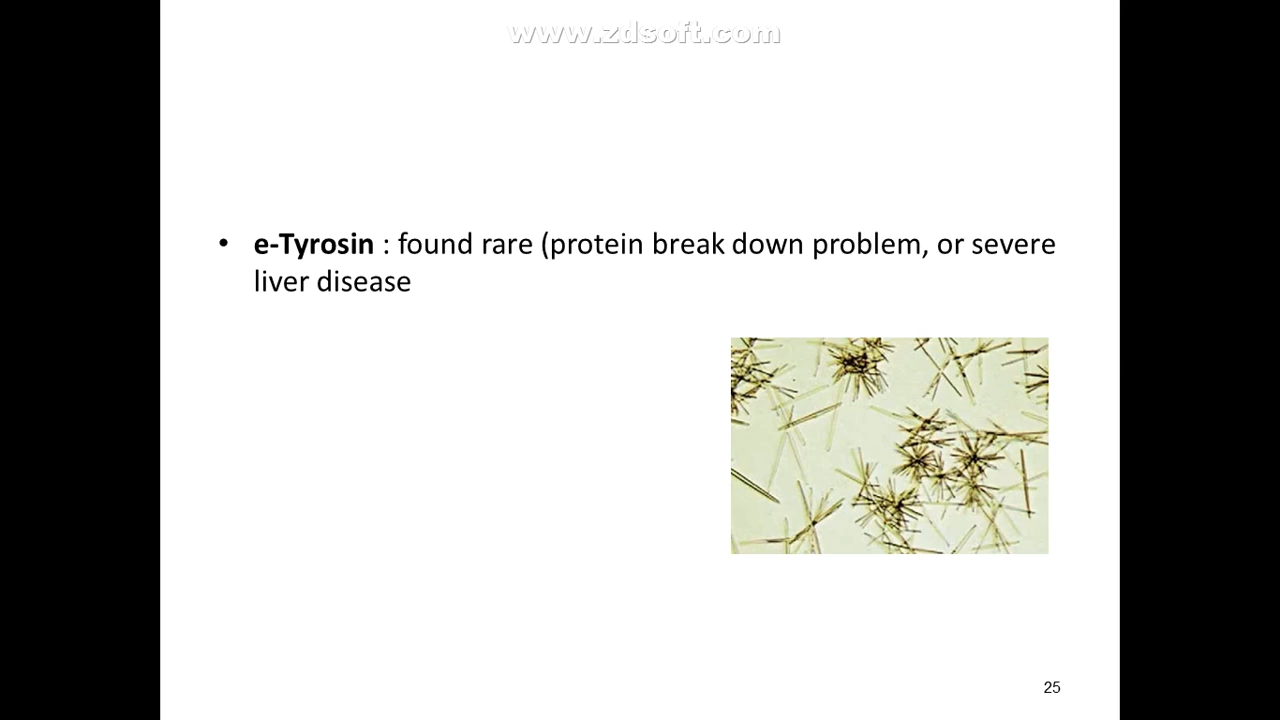 www.zdsoft.com
• e-Tyrosin : found rare (protein break down problem, or severe
liver disease
25